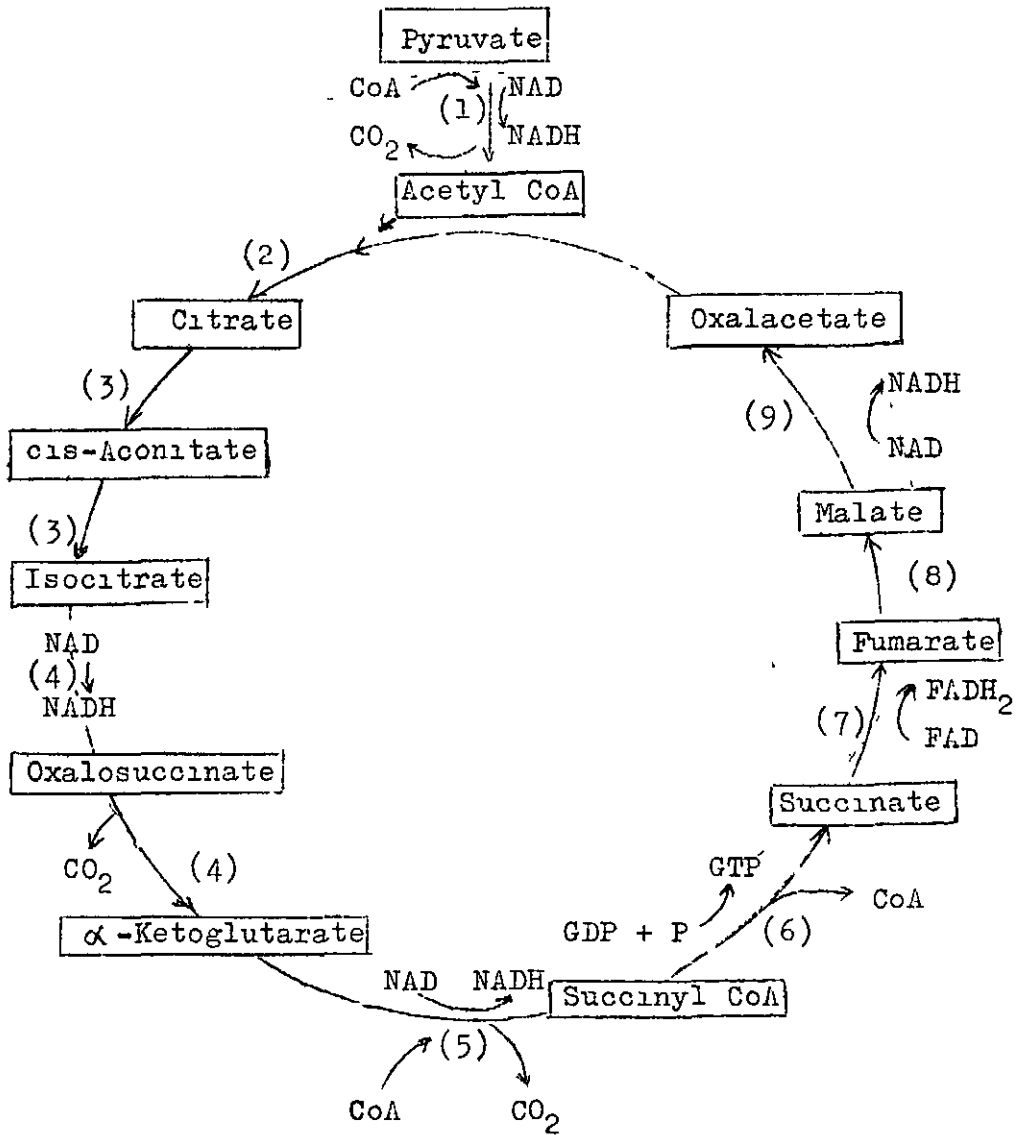 Pyruvate
CoA
NAD
(1)
CO2
NADH
Acetyl CoA
(2)
Citrate
Oxalacetate
(3)
NADH
(9)
cis-Aconitate
NAD
(3)
Malate
Isocitrate
(8)
NAD
Fumarate
(4)
NADH
FADH2
(7)
FAD
Oxalosuccinate
Succinate
CO2
(4)
GTP
CoA
α-Ketoglutarate
GDP + P
(6)
NAD NADH
Succinyl CoA
(5)
CoA
CO2